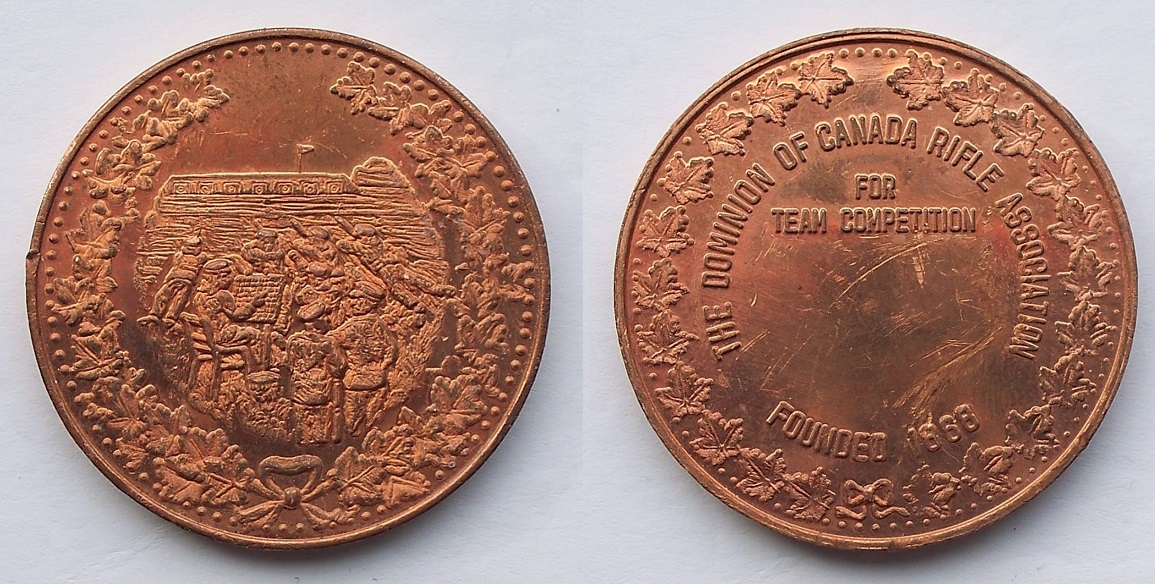 THE DOMINION OF CANADA RIFLE ASSOCIATION
FOR
TEAM COMPETITION
FOUNDED 1868